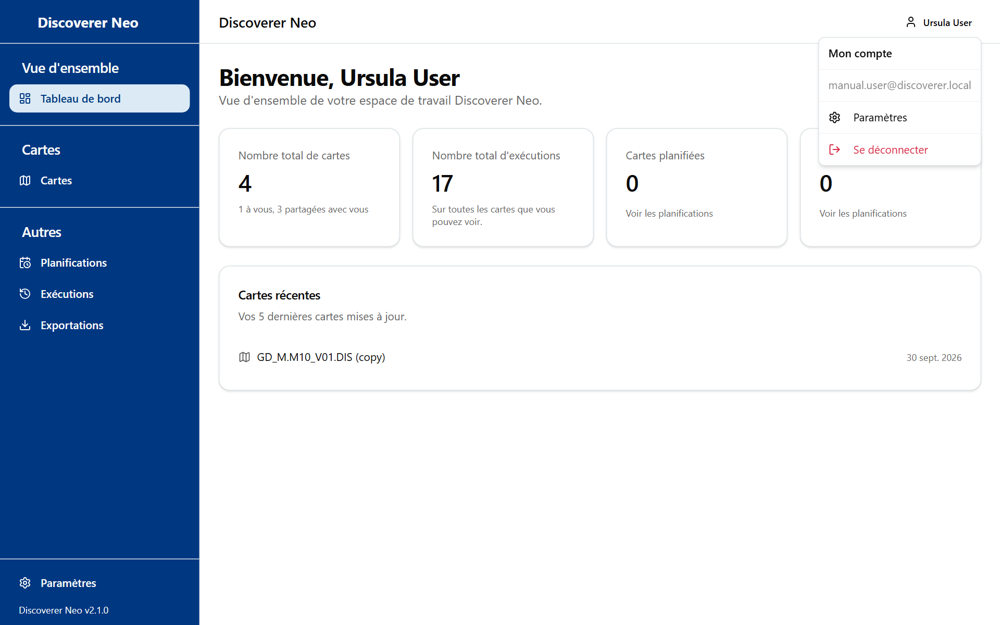 Discoverer Neo
Vue d'ensemble
Tableau de bord
Cartes
Cartes
Autres
Planifications
Exécutions
Exportations
Paramètres
Discoverer Neo v2.1.0
Discoverer Neo
Ursula User
Mon compte
manual.user@discoverer.local
Paramètres
Se déconnecter
Bienvenue, Ursula User
Vue d'ensemble de votre espace de travail Discoverer Neo.
Nombre total de cartes
4
1 à vous, 3 partagées avec vous
Nombre total d'exécutions
17
Sur toutes les cartes que vous
pouvez voir.
Cartes planifiées
0
Voir les planifications
0
Voir les planifications
Cartes récentes
Vos 5 dernières cartes mises à jour.
GD_M.M10_V01.DIS (copy)
30 sept. 2026